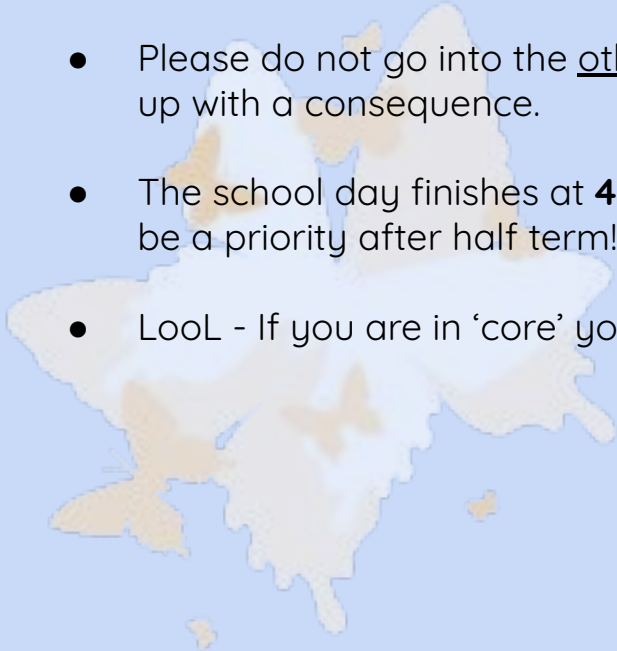 ● Please do not go into the
up with a consequence.
● The school day finishes at 4
be a priority after half term!
● LooL - If you are in ‘core’